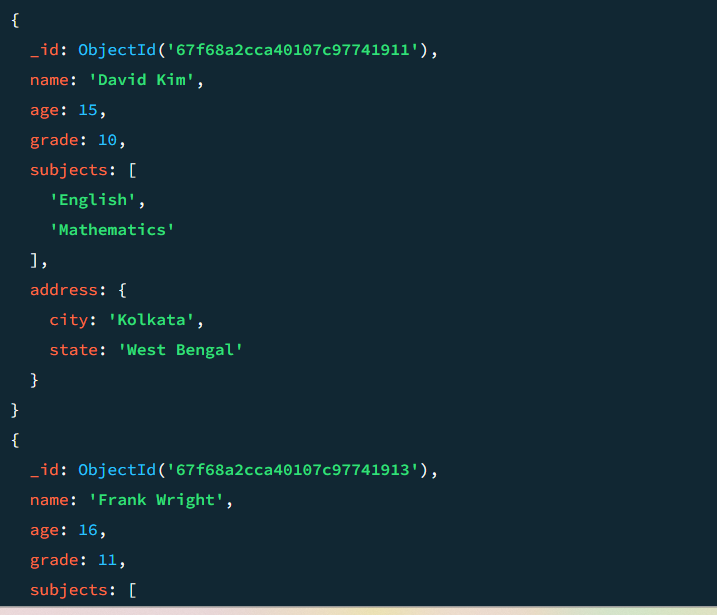 {
_id: ObjectId('67f68a2cca40107c97741911'),
name: 'David Kim',
age: 15,
grade: 10,
subjects: [
'English',
'Mathematics'
],
address: {
city: 'Kolkata',
state: 'West Bengal'
}
}
{
_id: ObjectId('67f68a2cca40107c97741913'),
name: 'Frank Wright',
age: 16,
grade: 11,
subjects: [